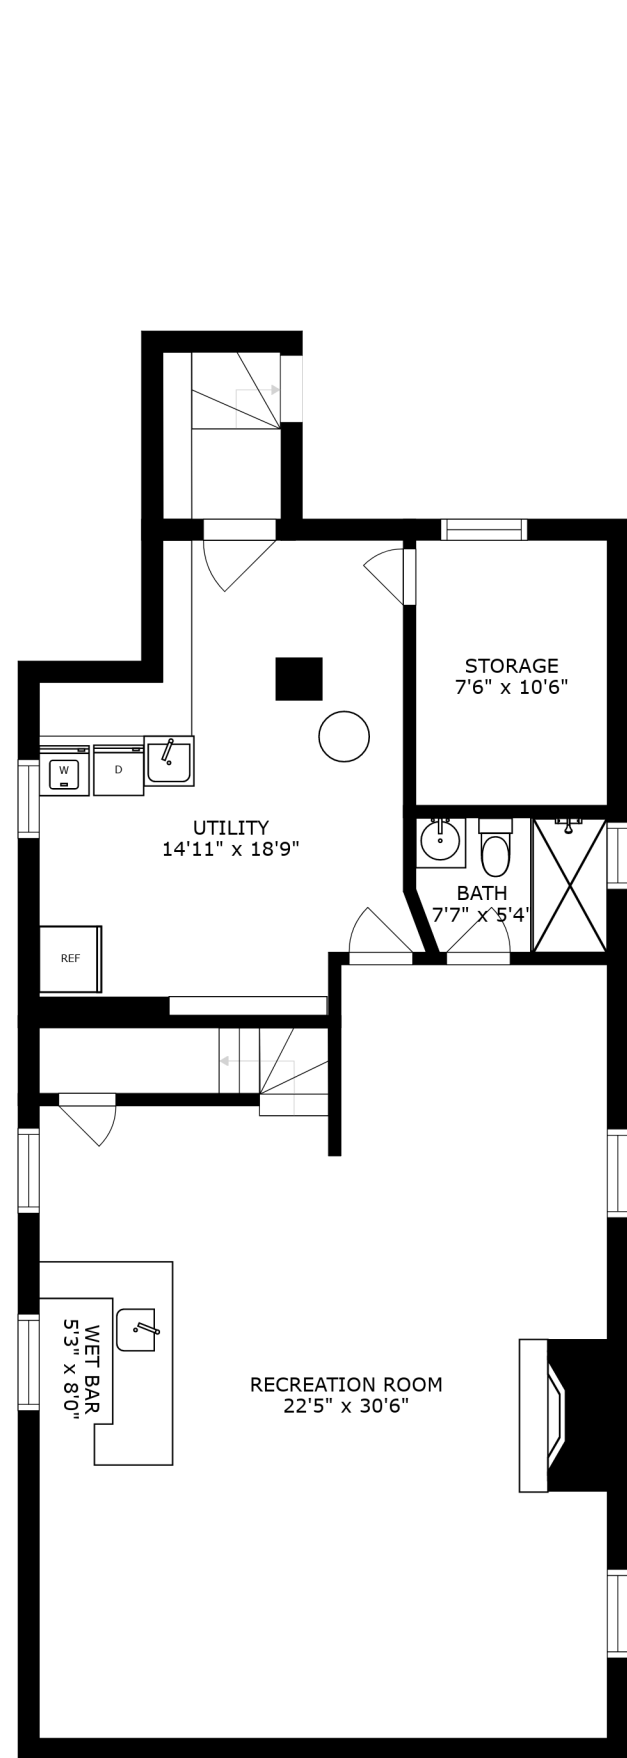 STORAGE
7'6" x 10'6"
W
D
UTILITY
14'11" x 18'9"
BATH
7'7" x 5'4"
REF
WET BAR
5'3" x 8'0"
RECREATION ROOM
22'5" x 30'6"